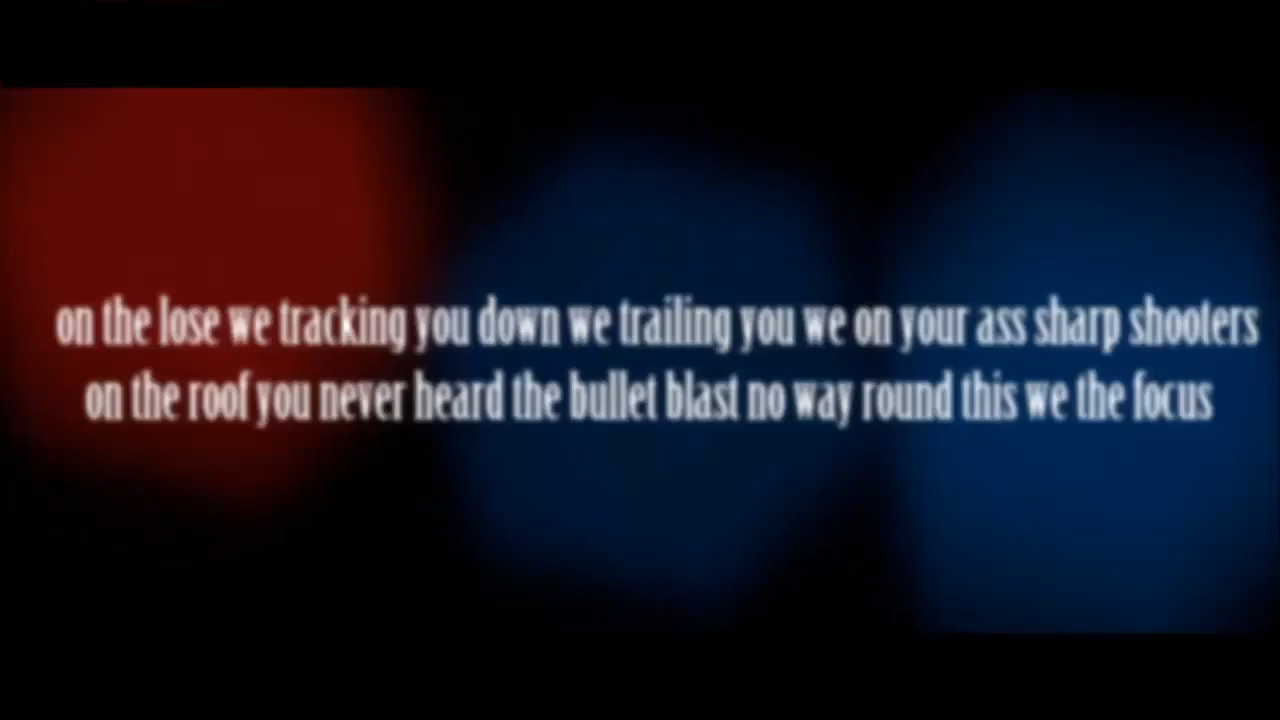 on the lose we tracking you down we trailing you we on your ass sharp shooters
on the roof you never heard the bullet blast no way round this we the focus